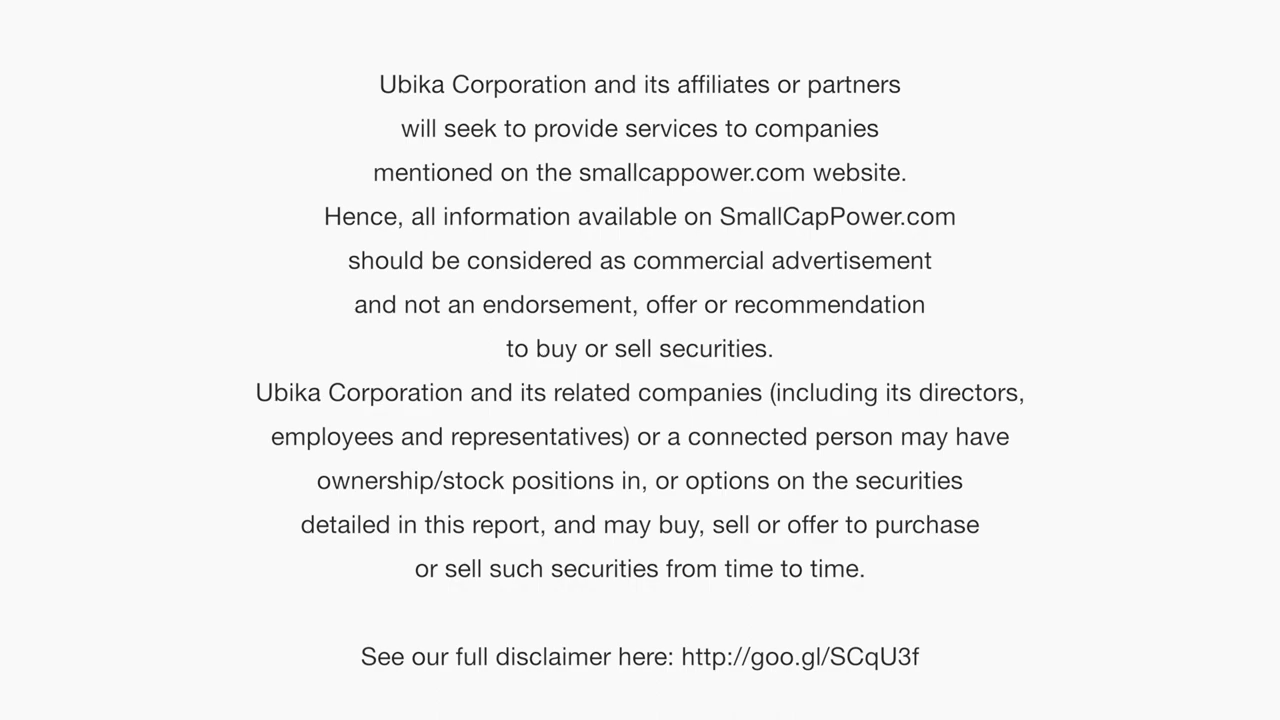 Ubika Corporation and its affiliates or partners
will seek to provide services to companies
mentioned on the smallcappower.com website.
Hence, all information available on SmallCapPower.com
should be considered as commercial advertisement
and not an endorsement, offer or recommendation
to buy or sell securities.
Ubika Corporation and its related companies (including its directors,
employees and representatives) or a connected person may have
ownership/stock positions in, or options on the securities
detailed in this report, and may buy, sell or offer to purchase
or sell such securities from time to time.
See our full disclaimer here: http://goo.gl/SCqU3f